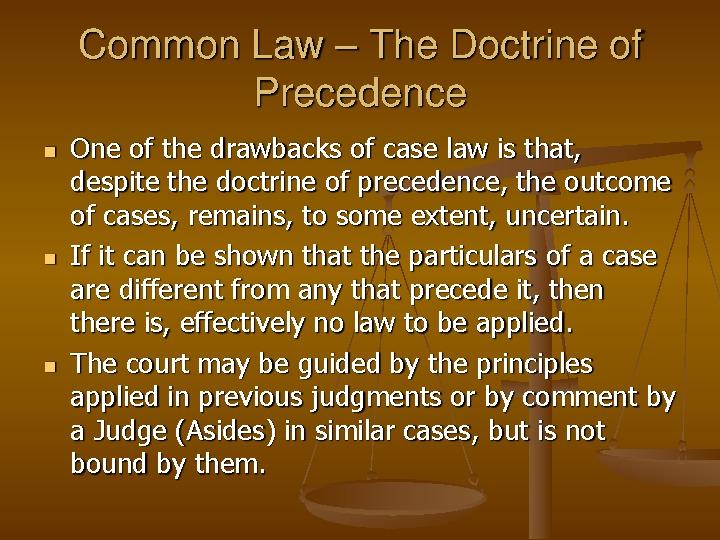 Common Law – The Doctrine of
Precedence
One of the drawbacks of case law is that,
despite the doctrine of precedence, the outcome
of cases, remains, to some extent, uncertain.
If it can be shown that the particulars of a case
are different from any that precede it, then
there is, effectively no law to be applied.
The court may be guided by the principles
applied in previous judgments or by comment by
a Judge (Asides) in similar cases, but is not
bound by them.